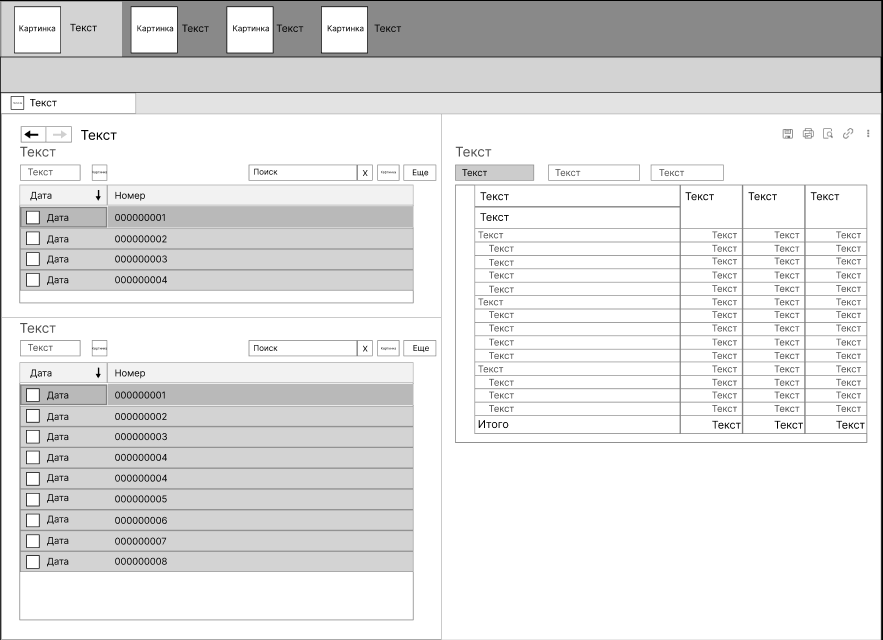 Картинка Текст Картинка Текст Картинка Текст Картинка Текст
Текст
Текст
Текст
Текст Картинка Поиск X Картинка Еще
Дата Номер
Дата 000000001
Дата 000000002
Дата 000000003
Дата 000000004
Текст
Текст Картинка Поиск X Картинка Еще
Дата Номер
Дата 000000001
Дата 000000002
Дата 000000003
Дата 000000004
Дата 000000004
Дата 000000005
Дата 000000006
Дата 000000007
Дата 000000008
Текст
Текст Текст Текст
Текст Текст Текст Текст
Текст
Текст Текст Текст Текст
Текст Текст Текст Текст
Текст Текст Текст Текст
Текст Текст Текст Текст
Текст Текст Текст Текст
Текст Текст Текст Текст
Текст Текст Текст Текст
Текст Текст Текст Текст
Текст Текст Текст Текст
Текст Текст Текст Текст
Текст Текст Текст Текст
Текст Текст Текст Текст
Текст Текст Текст Текст
Текст Текст Текст Текст
Итого Текст Текст Текст